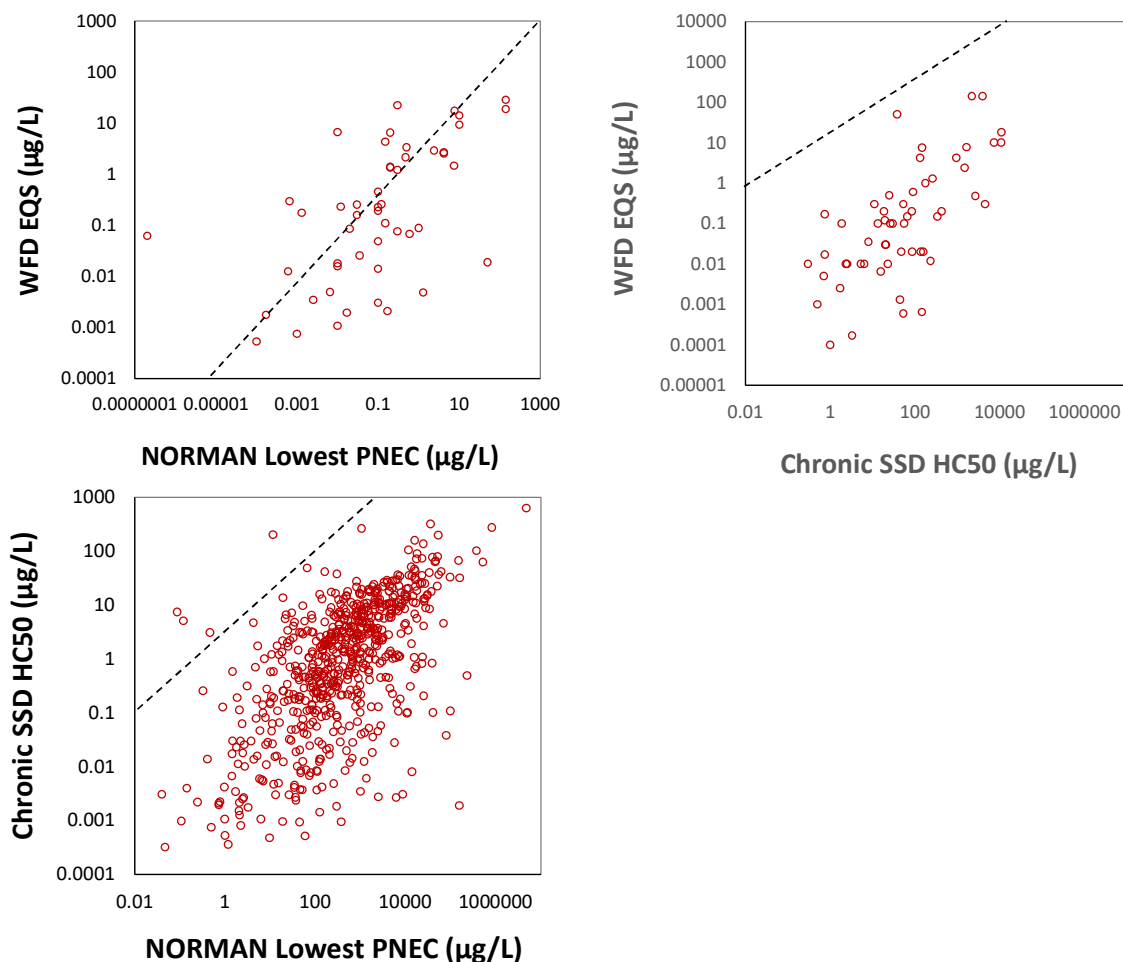 1000
100
10
1
0.1
0.01
0.001
0.0001
WFD EQS (µg/L)
0.0000001 0.00001 0.001 0.1 10 1000
NORMAN Lowest PNEC (µg/L)
10000
1000
100
10
1
0.1
0.01
0.001
0.0001
0.00001
WFD EQS (µg/L)
0.01 1 100 10000 1000000
Chronic SSD HC50 (µg/L)
1000
100
10
1
0.1
0.01
0.001
0.0001
Chronic SSD HC50 (µg/L)
0.01 1 100 10000 1000000
NORMAN Lowest PNEC (µg/L)